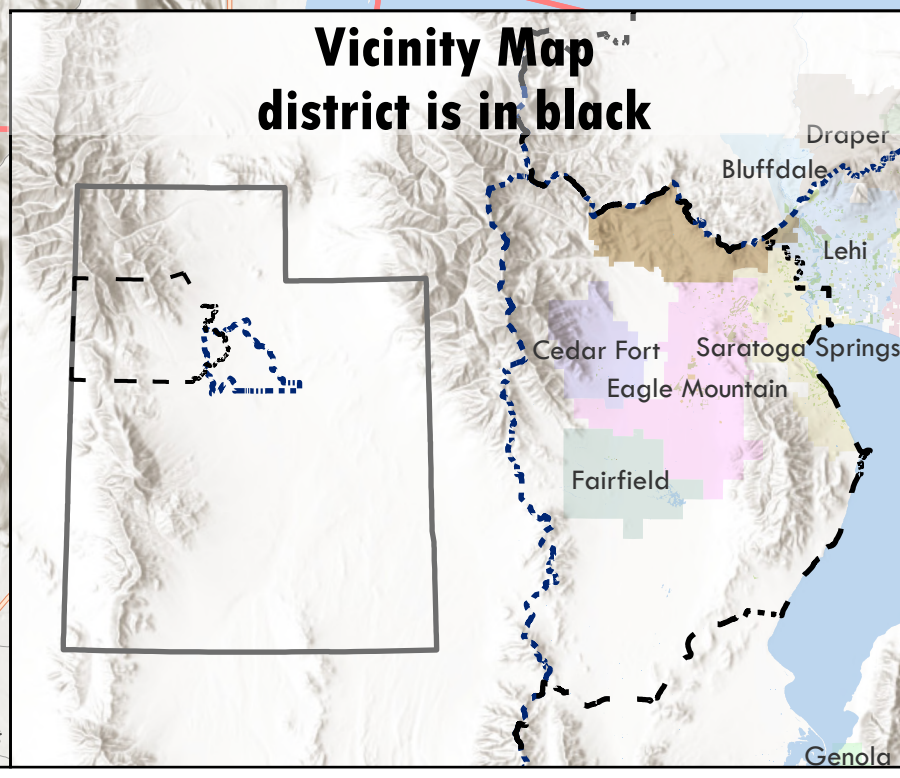 Vicinity Map
district is in black
Draper
Bluffdale
Lehi
Cedar Fort
Saratoga Springs
Eagle Mountain
Fairfield
Genola